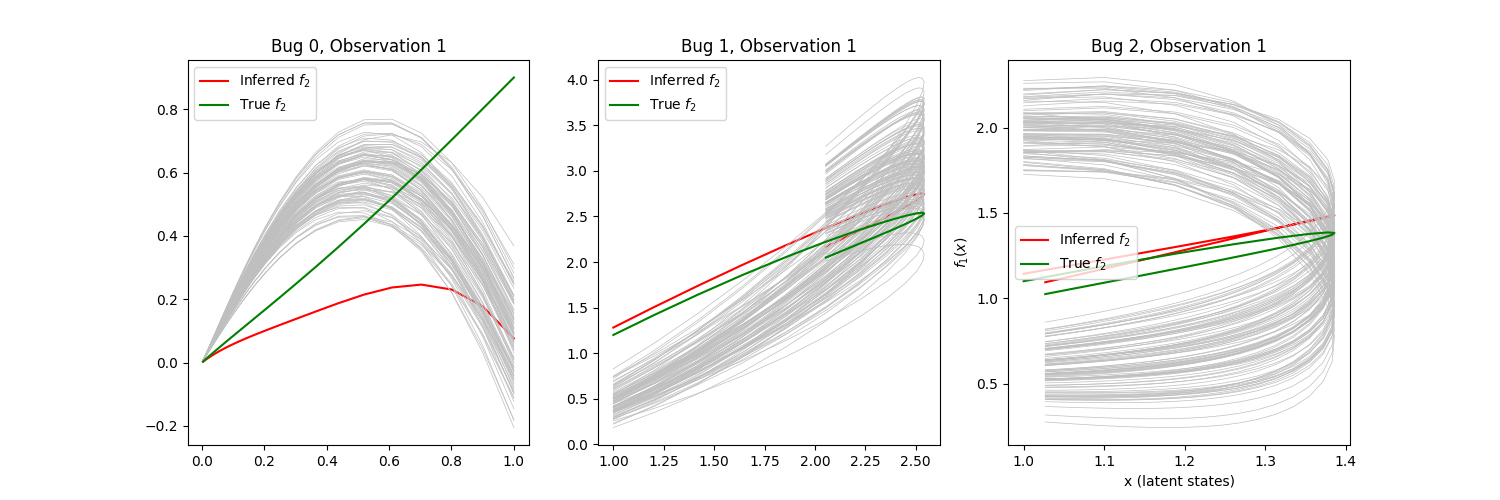 Bug 0, Observation 1
Inferred f₂
True f₂
0.8
0.6
0.4
0.2
0.0
−0.2
0.0 0.2 0.4 0.6 0.8 1.0
Bug 1, Observation 1
Inferred f₂
True f₂
4.0
3.5
3.0
2.5
2.0
1.5
1.0
0.5
0.0
1.00 1.25 1.50 1.75 2.00 2.25 2.50
Bug 2, Observation 1
Inferred f₂
True f₂
f₁(x)
2.0
1.5
1.0
0.5
1.0 1.1 1.2 1.3 1.4
x (latent states)